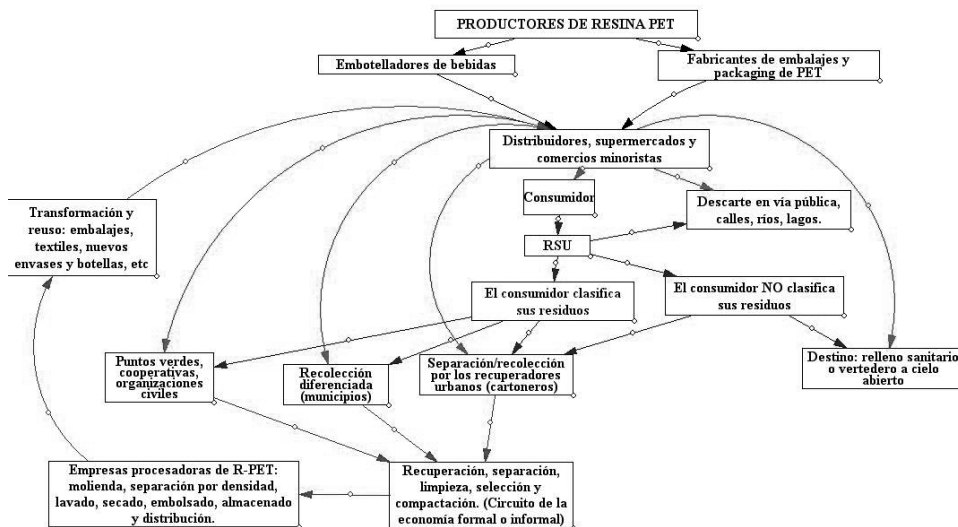 PRODUCTORES DE RESINA PET
Embotelladores de bebidas
Fabricantes de embalajes y
packaging de PET
Distribuidores, supermercados y
comercios minoristas
Consumidor
Descarte en vía pública,
calles, ríos, lagos.
Transformación y
reuso: embalajes,
textiles, nuevos
envases y botellas, etc
RSU
El consumidor clasifica
sus residuos
El consumidor NO clasifica
sus residuos
Puntos verdes,
cooperativas,
organizaciones
civiles
Recolección
diferenciada
(municipios)
Separación/recolección
por los recuperadores
urbanos (cartoneros)
Destino: relleno sanitario
o vertedero a cielo
abierto
Empresas procesadoras de R-PET:
molienda, separación por densidad,
lavado, secado, embolsado, almacenado
y distribución.
Recuperación, separación,
limpieza, selección y
compactación. (Circuito de la
economía formal o informal)